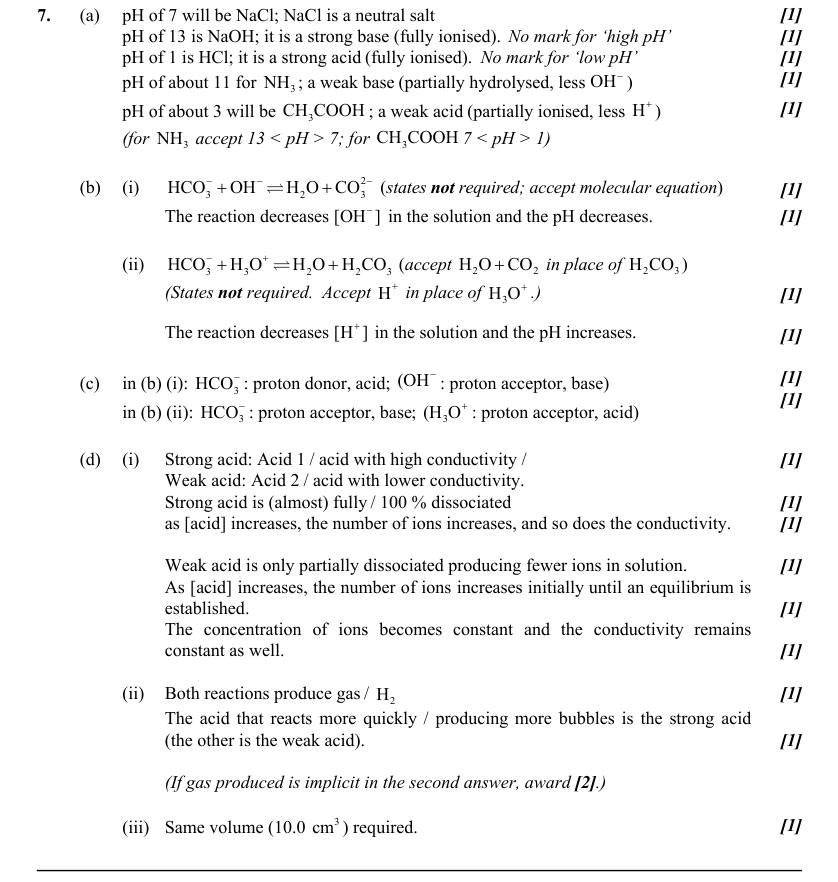 7. (a) pH of 7 will be NaCl; NaCl is a neutral salt [1]
pH of 13 is NaOH; it is a strong base (fully ionised). No mark for ‘high pH’ [1]
pH of 1 is HCl; it is a strong acid (fully ionised). No mark for ‘low pH’ [1]
pH of about 11 for NH₃; a weak base (partially hydrolysed, less OH⁻) [1]
pH of about 3 will be CH₃COOH; a weak acid (partially ionised, less H⁺) [1]
(for NH₃ accept 13 < pH > 7; for CH₃COOH 7 < pH > 1)
(b) (i) HCO₃⁻ + OH⁻ ⇌ H₂O + CO₃²⁻ (states not required; accept molecular equation) [1]
The reaction decreases [OH⁻] in the solution and the pH decreases. [1]
(ii) HCO₃⁻ + H₃O⁺ ⇌ H₂O + H₂CO₃ (accept H₂O + CO₂ in place of H₂CO₃)
(States not required. Accept H⁺ in place of H₃O⁺.) [1]
The reaction decreases [H⁺] in the solution and the pH increases. [1]
(c) in (b) (i): HCO₃⁻ : proton donor, acid; (OH⁻ : proton acceptor, base) [1]
in (b) (ii): HCO₃⁻ : proton acceptor, base; (H₃O⁺ : proton acceptor, acid) [1]
(d) (i) Strong acid: Acid 1 / acid with high conductivity / [1]
Weak acid: Acid 2 / acid with lower conductivity.
Strong acid is (almost) fully / 100 % dissociated [1]
as [acid] increases, the number of ions increases, and so does the conductivity. [1]
Weak acid is only partially dissociated producing fewer ions in solution. [1]
As [acid] increases, the number of ions increases initially until an equilibrium is
established. [1]
The concentration of ions becomes constant and the conductivity remains
constant as well. [1]
(ii) Both reactions produce gas / H₂ [1]
The acid that reacts more quickly / producing more bubbles is the strong acid
(the other is the weak acid). [1]
(If gas produced is implicit in the second answer, award [2].)
(iii) Same volume (10.0 cm³) required. [1]